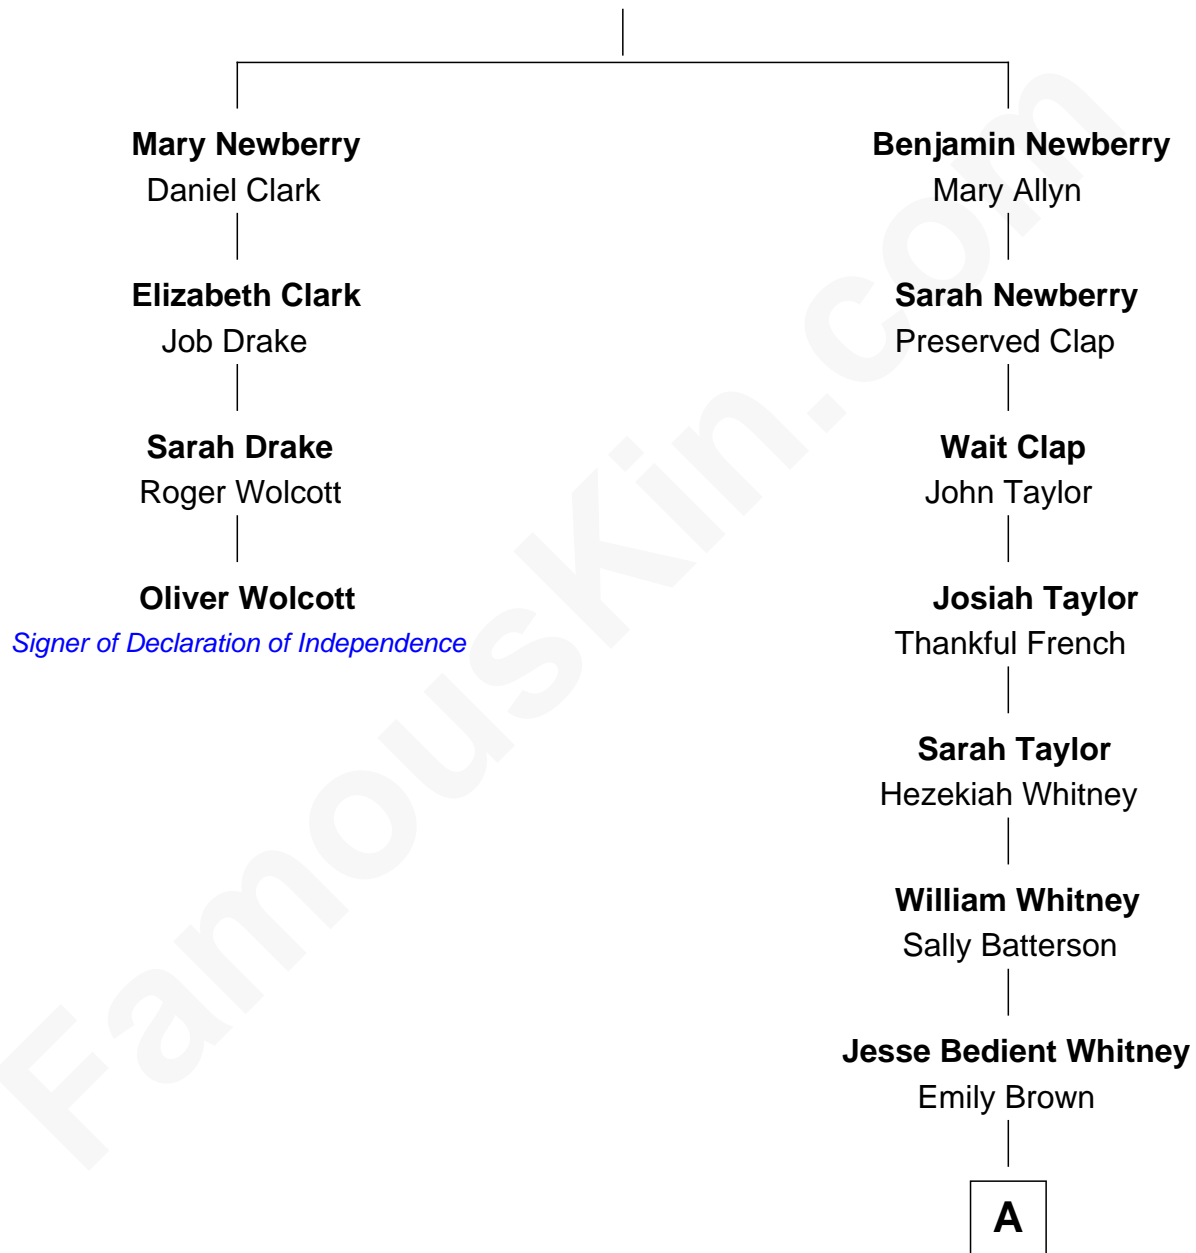 Mary Newberry
Daniel Clark
Elizabeth Clark
Job Drake
Sarah Drake
Roger Wolcott
Oliver Wolcott
Signer of Declaration of Independence
Benjamin Newberry
Mary Allyn
Sarah Newberry
Preserved Clap
Wait Clap
John Taylor
Josiah Taylor
Thankful French
Sarah Taylor
Hezekiah Whitney
William Whitney
Sally Batterson
Jesse Bedient Whitney
Emily Brown
A
FamousKin.com